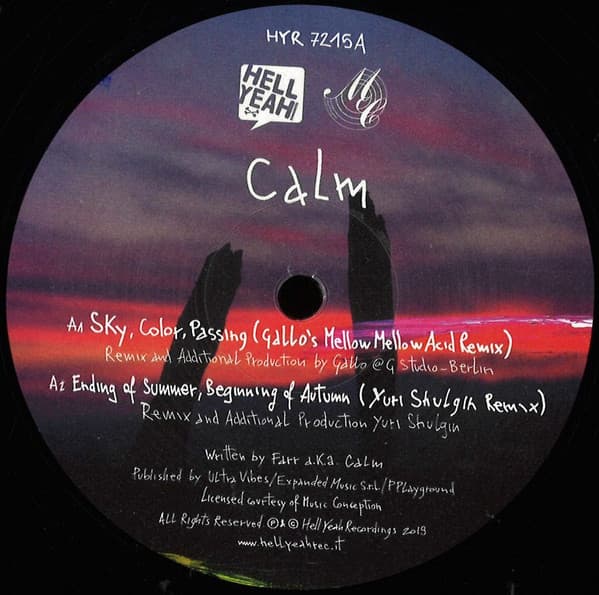 HYR 7215A
HELL
YEAH!
MC
Calm
A1 Sky, Color, Passing (Gallo's Mellow Mellow Acid Remix)
Remix and Additional Production by Gallo @ G Studio - Berlin
A2 Ending of Summer, Beginning of Autumn (Yuri Shulgin Remix)
Remix and Additional Production Yuri Shulgin
Written by Farr a.k.a. Calm
Published by Ultra Vibes/Expanded Music S.r.l./PPLayground
Licensed courtesy of Music Conception
All Rights Reserved ℗ & © Hell Yeah Recordings 2019
www.hellyeahrec.it